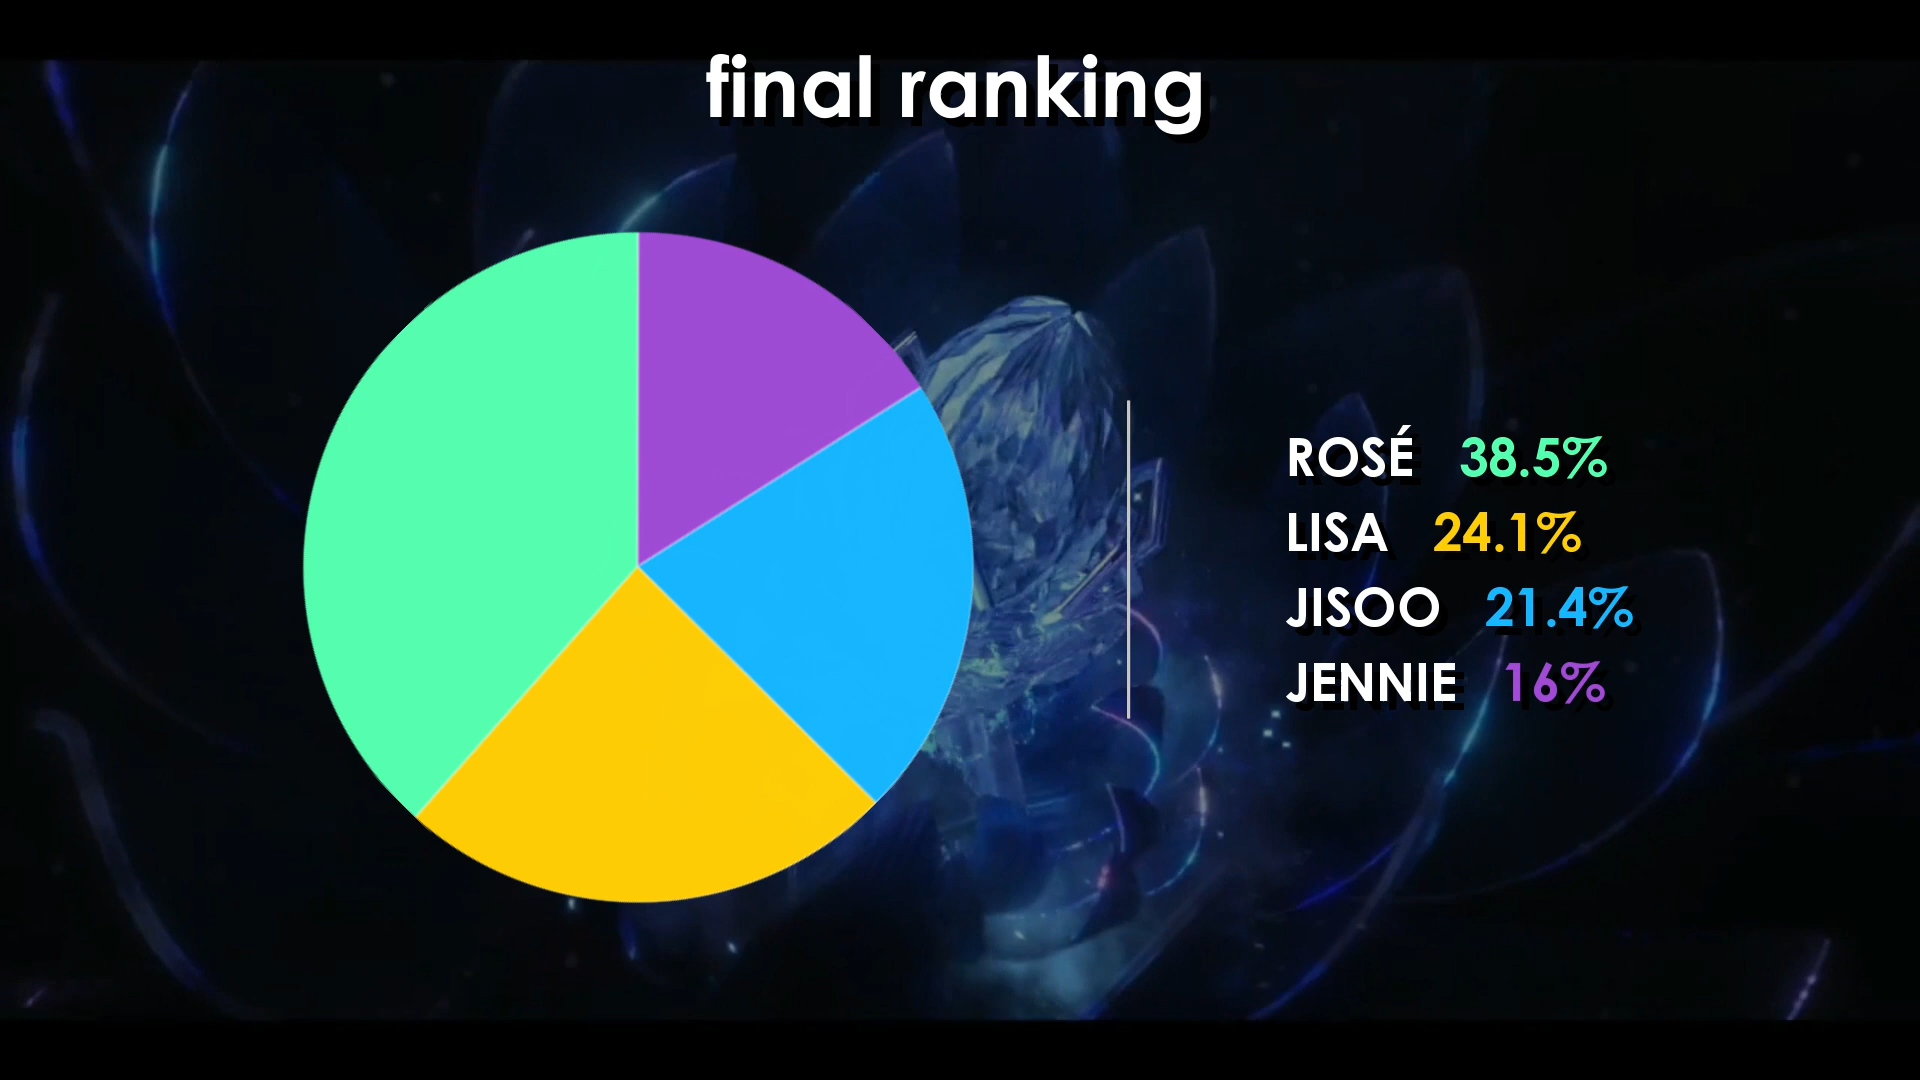 final ranking
ROSÉ 38.5%
LISA 24.1%
JISOO 21.4%
JENNIE 16%